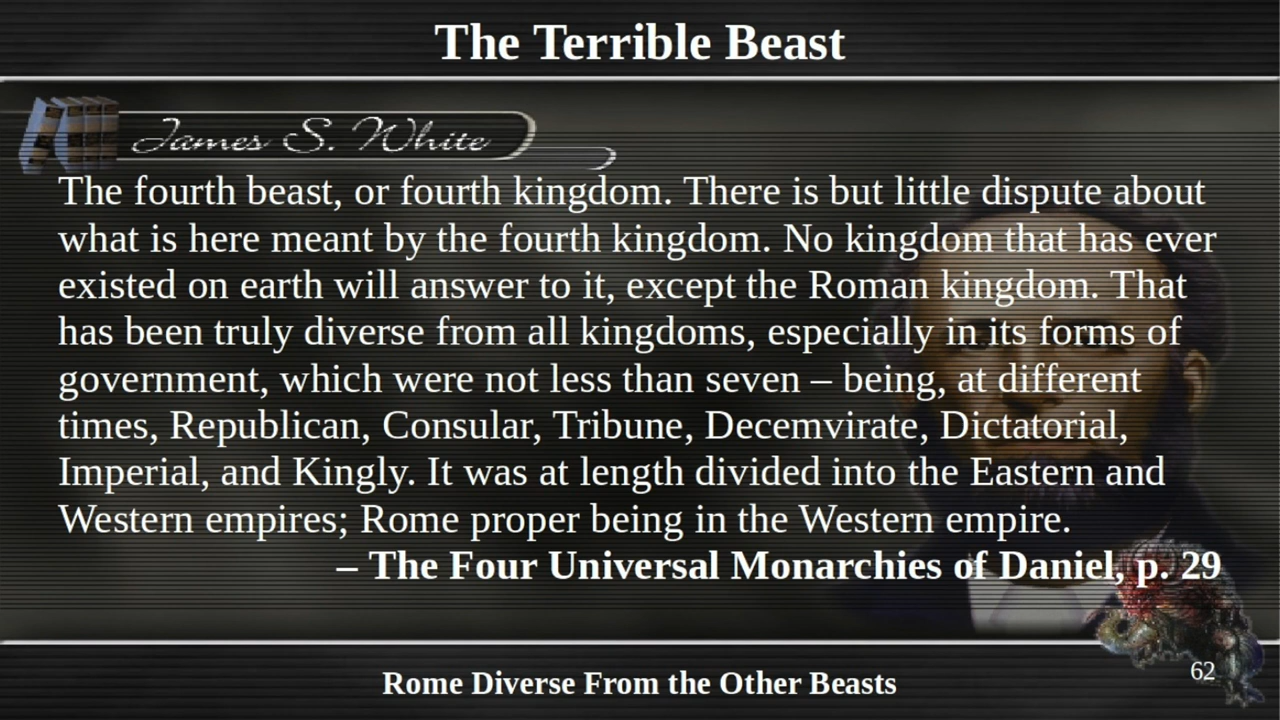 The Terrible Beast
James S. White
The fourth beast, or fourth kingdom. There is but little dispute about
what is here meant by the fourth kingdom. No kingdom that has ever
existed on earth will answer to it, except the Roman kingdom. That
has been truly diverse from all kingdoms, especially in its forms of
government, which were not less than seven – being, at different
times, Republican, Consular, Tribune, Decemvirate, Dictatorial,
Imperial, and Kingly. It was at length divided into the Eastern and
Western empires; Rome proper being in the Western empire.
– The Four Universal Monarchies of Daniel, p. 29
62
Rome Diverse From the Other Beasts